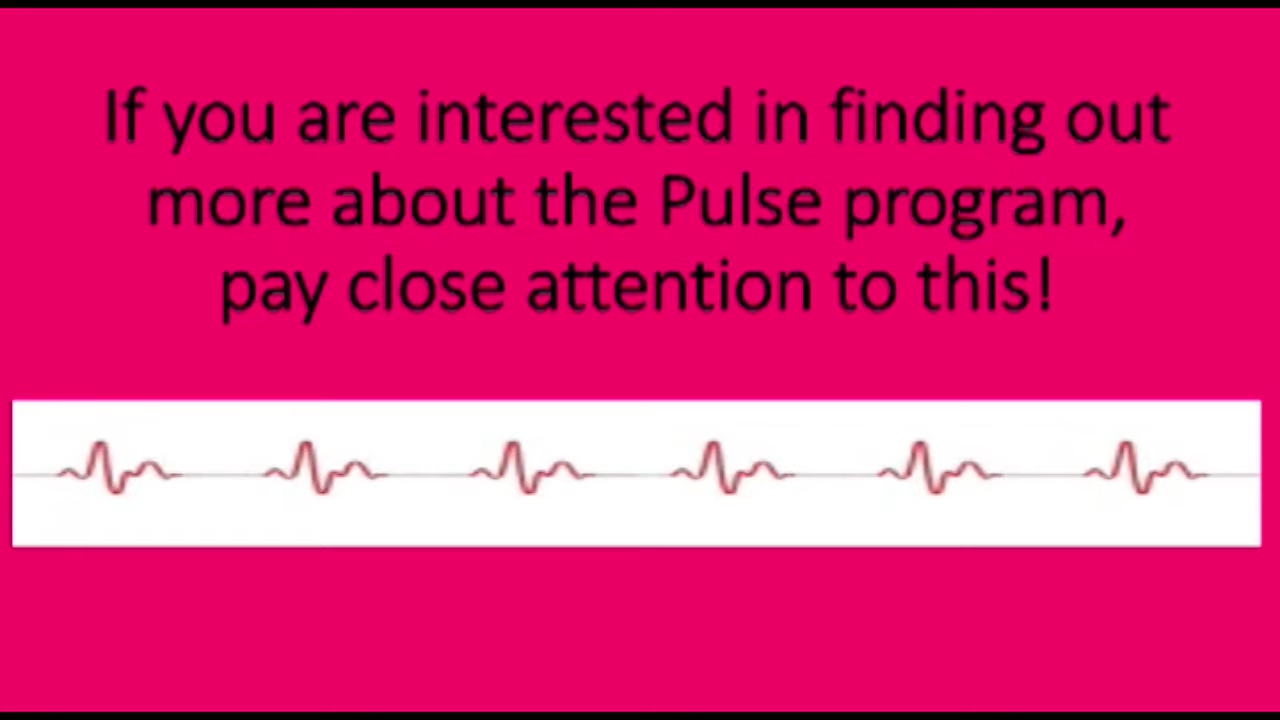 If you are interested in finding out
more about the Pulse program,
pay close attention to this!